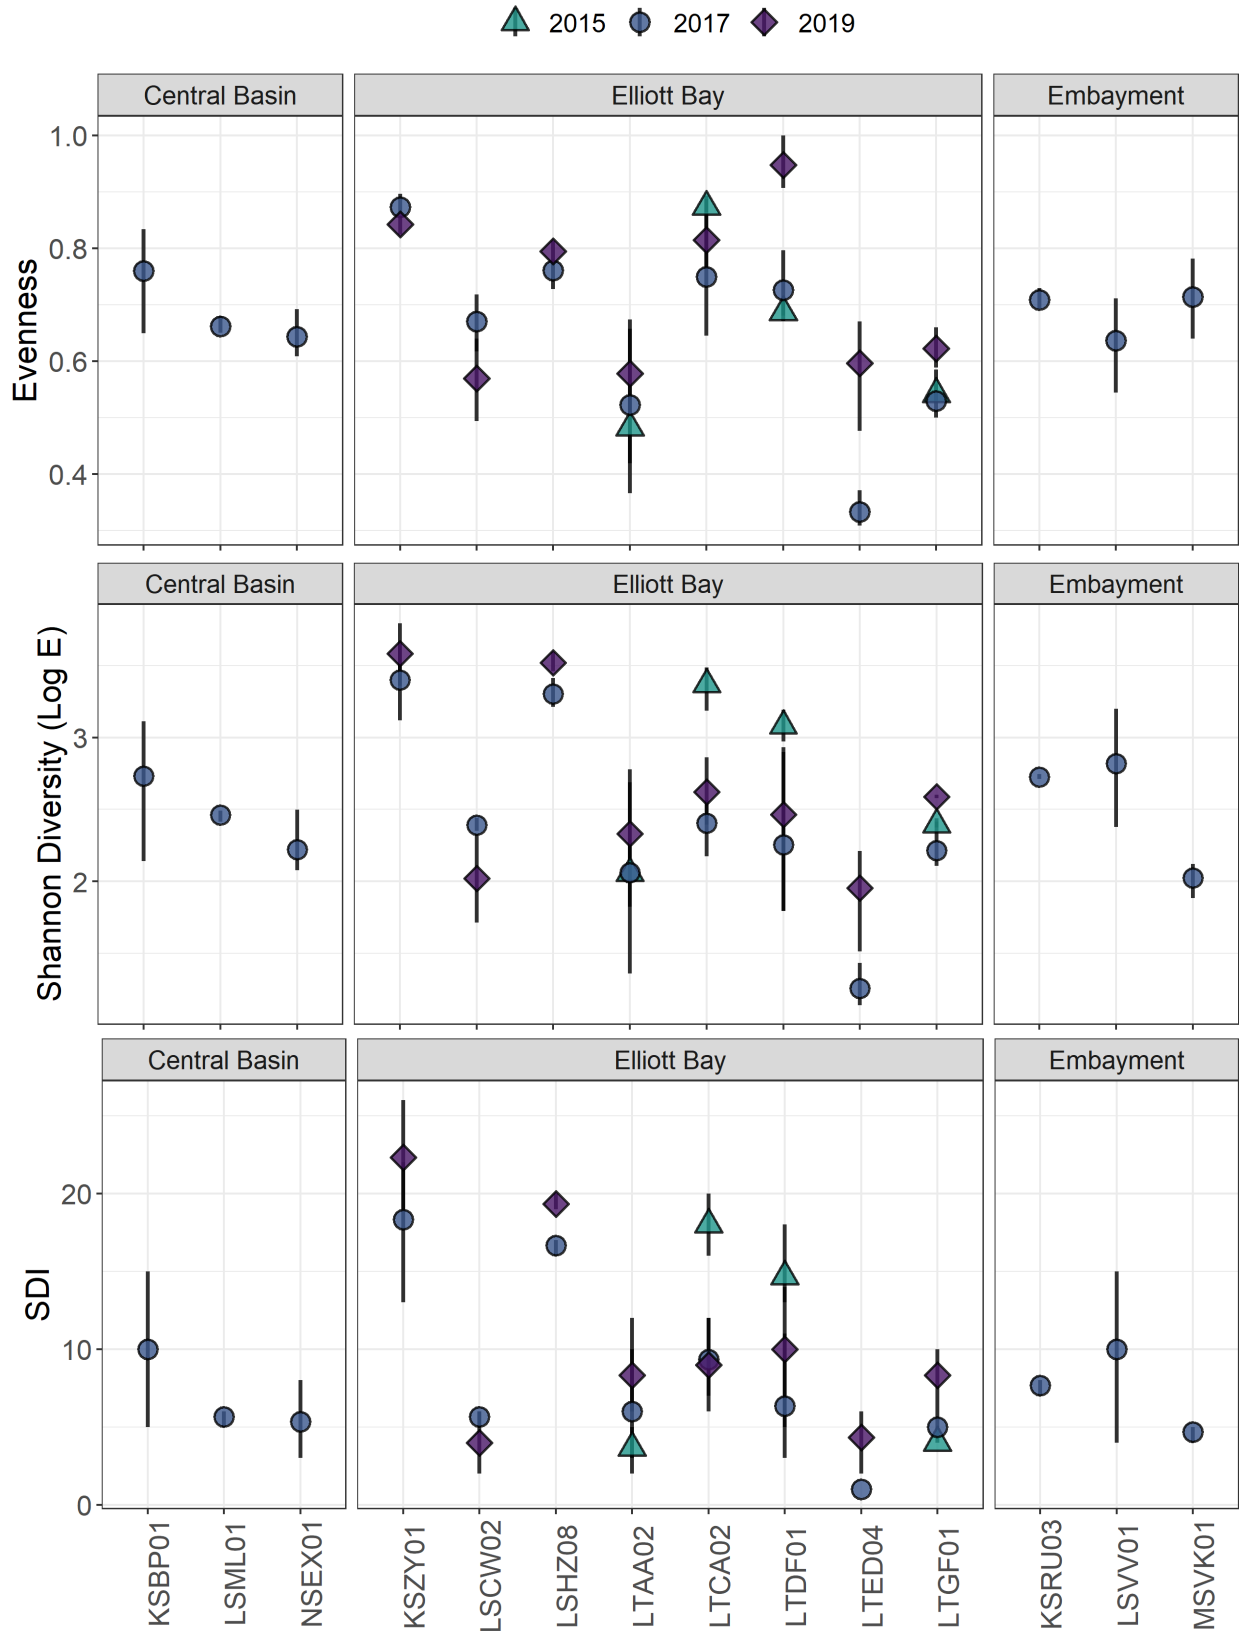 2015 2017 2019
Central Basin Elliott Bay Embayment
Evenness
1.0
0.8
0.6
0.4
Central Basin Elliott Bay Embayment
Shannon Diversity (Log E)
3
2
Central Basin Elliott Bay Embayment
SDI
20
10
0
KSBP01 LSML01 NSEX01 KSZY01 LSCW02 LSHZ08 LTAA02 LTCA02 LTDF01 LTED04 LTGF01 KSRU03 LSVV01 MSVK01